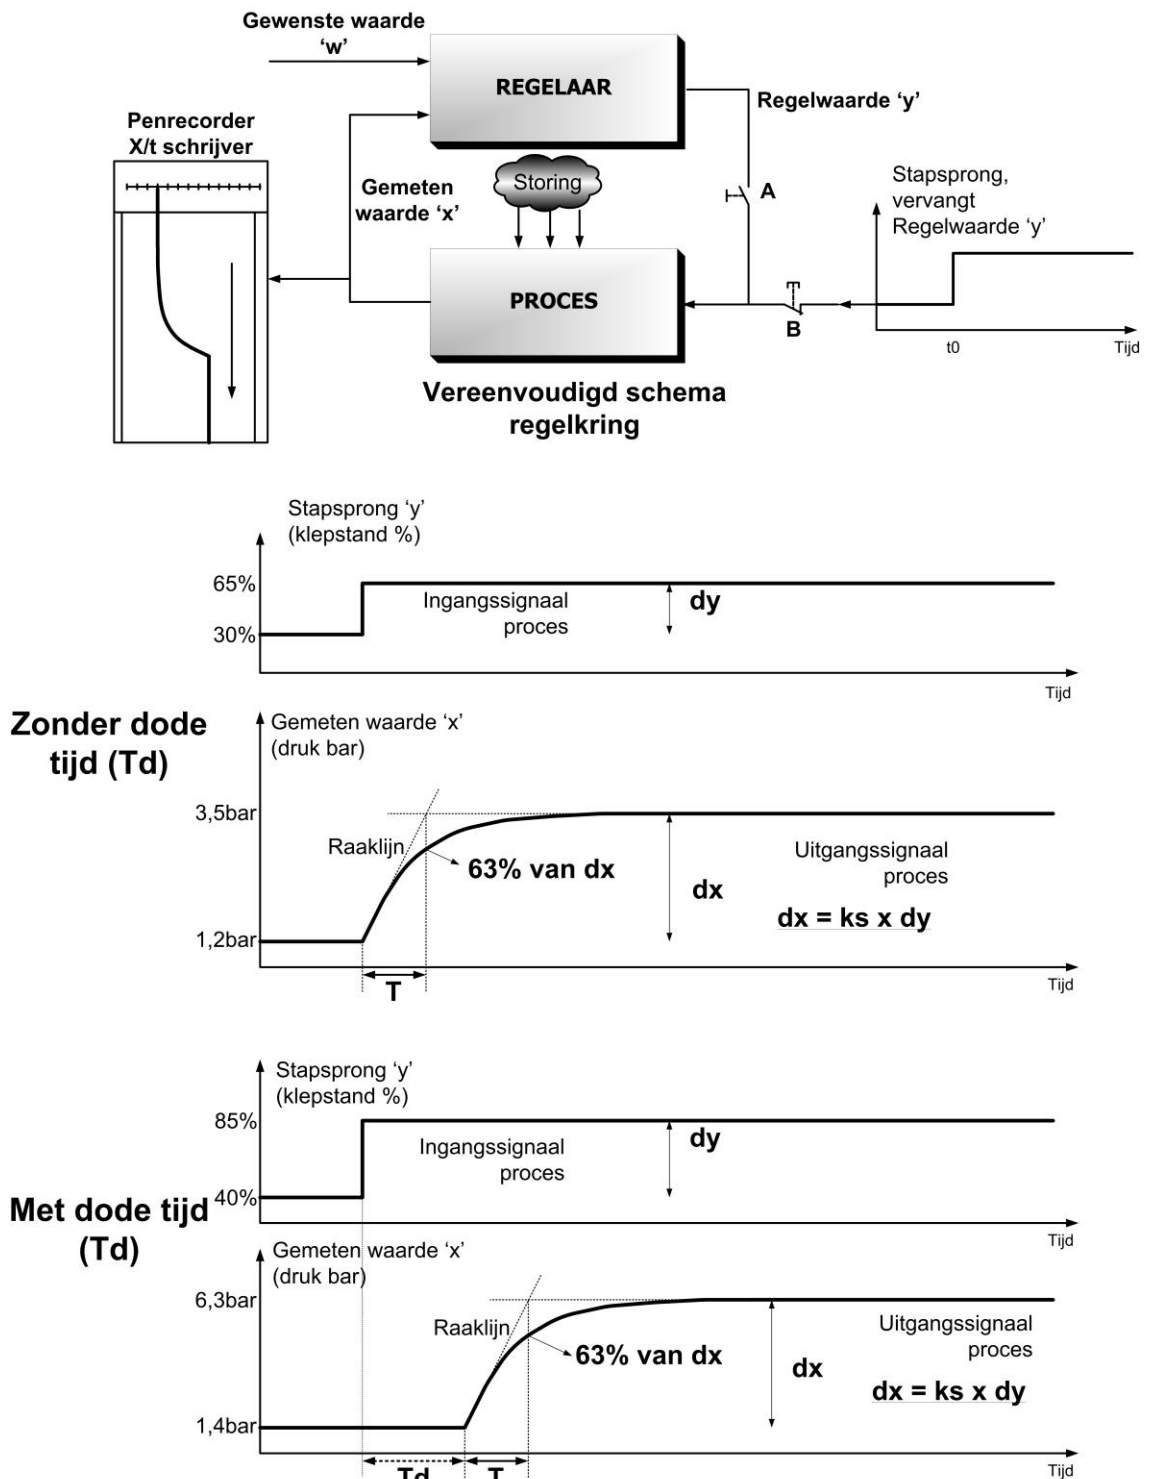 Gewenste waarde
‘w’
REGELAAR
Regelwaarde ‘y’
Penrecorder
X/t schrijver
Gemeten
waarde ‘x’
Storing
A
Stapsprong,
vervangt
Regelwaarde ‘y’
PROCES
B
t0
Tijd
Vereenvoudigd schema
regelkring
Stapsprong ‘y’
(klepstand %)
65%
Ingangssignaal
proces
dy
30%
Tijd
Zonder dode
tijd (Td)
Gemeten waarde ‘x’
(druk bar)
3,5bar
Raaklijn
63% van dx
dx
Uitgangssignaal
proces
dx = ks x dy
1,2bar
T
Tijd
Stapsprong ‘y’
(klepstand %)
85%
Ingangssignaal
proces
dy
40%
Tijd
Met dode tijd
(Td)
Gemeten waarde ‘x’
(druk bar)
6,3bar
Raaklijn
63% van dx
dx
Uitgangssignaal
proces
dx = ks x dy
1,4bar
Td
T
Tijd